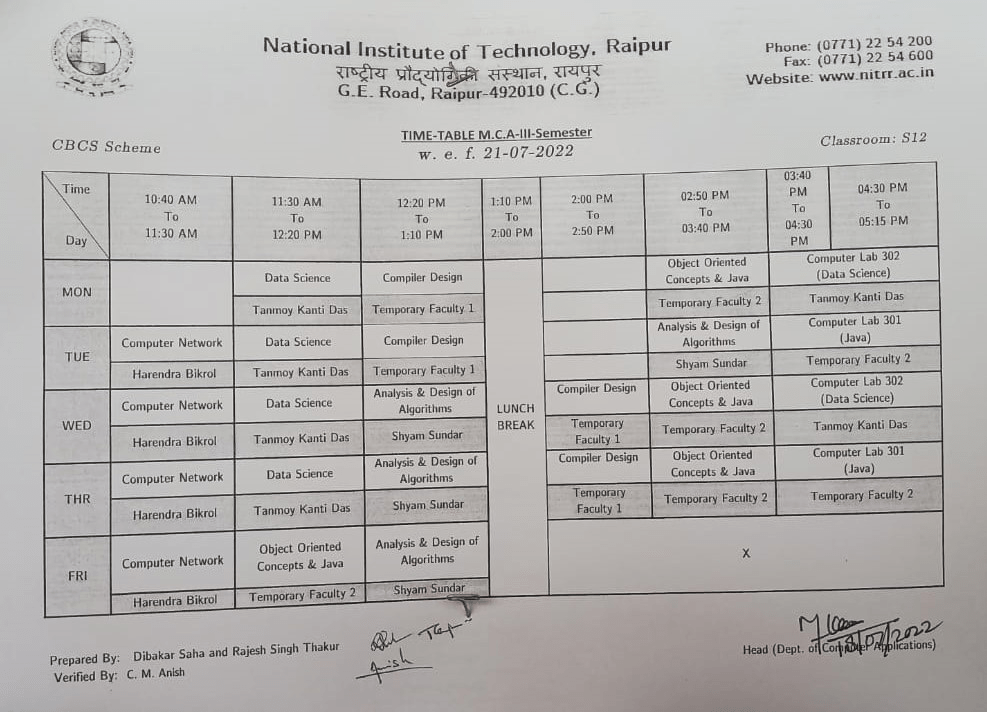 National Institute of Technology, Raipur
राष्ट्रीय प्रौद्योगिकी संस्थान, रायपुर
G.E. Road, Raipur-492010 (C.G.)
Phone: (0771) 22 54 200
Fax: (0771) 22 54 600
Website: www.nitrr.ac.in
CBCS Scheme
TIME-TABLE M.C.A-III-Semester
w. e. f. 21-07-2022
Classroom: S12
Time
Day
10:40 AM
To
11:30 AM
11:30 AM
To
12:20 PM
12:20 PM
To
1:10 PM
1:10 PM
To
2:00 PM
2:00 PM
To
2:50 PM
02:50 PM
To
03:40 PM
03:40
PM
To
04:30
PM
04:30 PM
To
05:15 PM
MON
Data Science
Compiler Design
Object Oriented
Concepts & Java
Computer Lab 302
(Data Science)
Tanmoy Kanti Das
Temporary Faculty 1
Temporary Faculty 2
Tanmoy Kanti Das
TUE
Computer Network
Data Science
Compiler Design
Analysis & Design of
Algorithms
Computer Lab 301
(Java)
Harendra Bikrol
Tanmoy Kanti Das
Temporary Faculty 1
Shyam Sundar
Temporary Faculty 2
WED
Computer Network
Data Science
Analysis & Design of
Algorithms
LUNCH
BREAK
Compiler Design
Object Oriented
Concepts & Java
Computer Lab 302
(Data Science)
Harendra Bikrol
Tanmoy Kanti Das
Shyam Sundar
Temporary
Faculty 1
Temporary Faculty 2
Tanmoy Kanti Das
THR
Computer Network
Data Science
Analysis & Design of
Algorithms
Compiler Design
Object Oriented
Concepts & Java
Computer Lab 301
(Java)
Harendra Bikrol
Tanmoy Kanti Das
Shyam Sundar
Temporary
Faculty 1
Temporary Faculty 2
Temporary Faculty 2
FRI
Computer Network
Object Oriented
Concepts & Java
Analysis & Design of
Algorithms
X
Harendra Bikrol
Temporary Faculty 2
Shyam Sundar
Prepared By: Dibakar Saha and Rajesh Singh Thakur
Verified By: C. M. Anish
Anish
18/07/2022
Head (Dept. of Computer Applications)